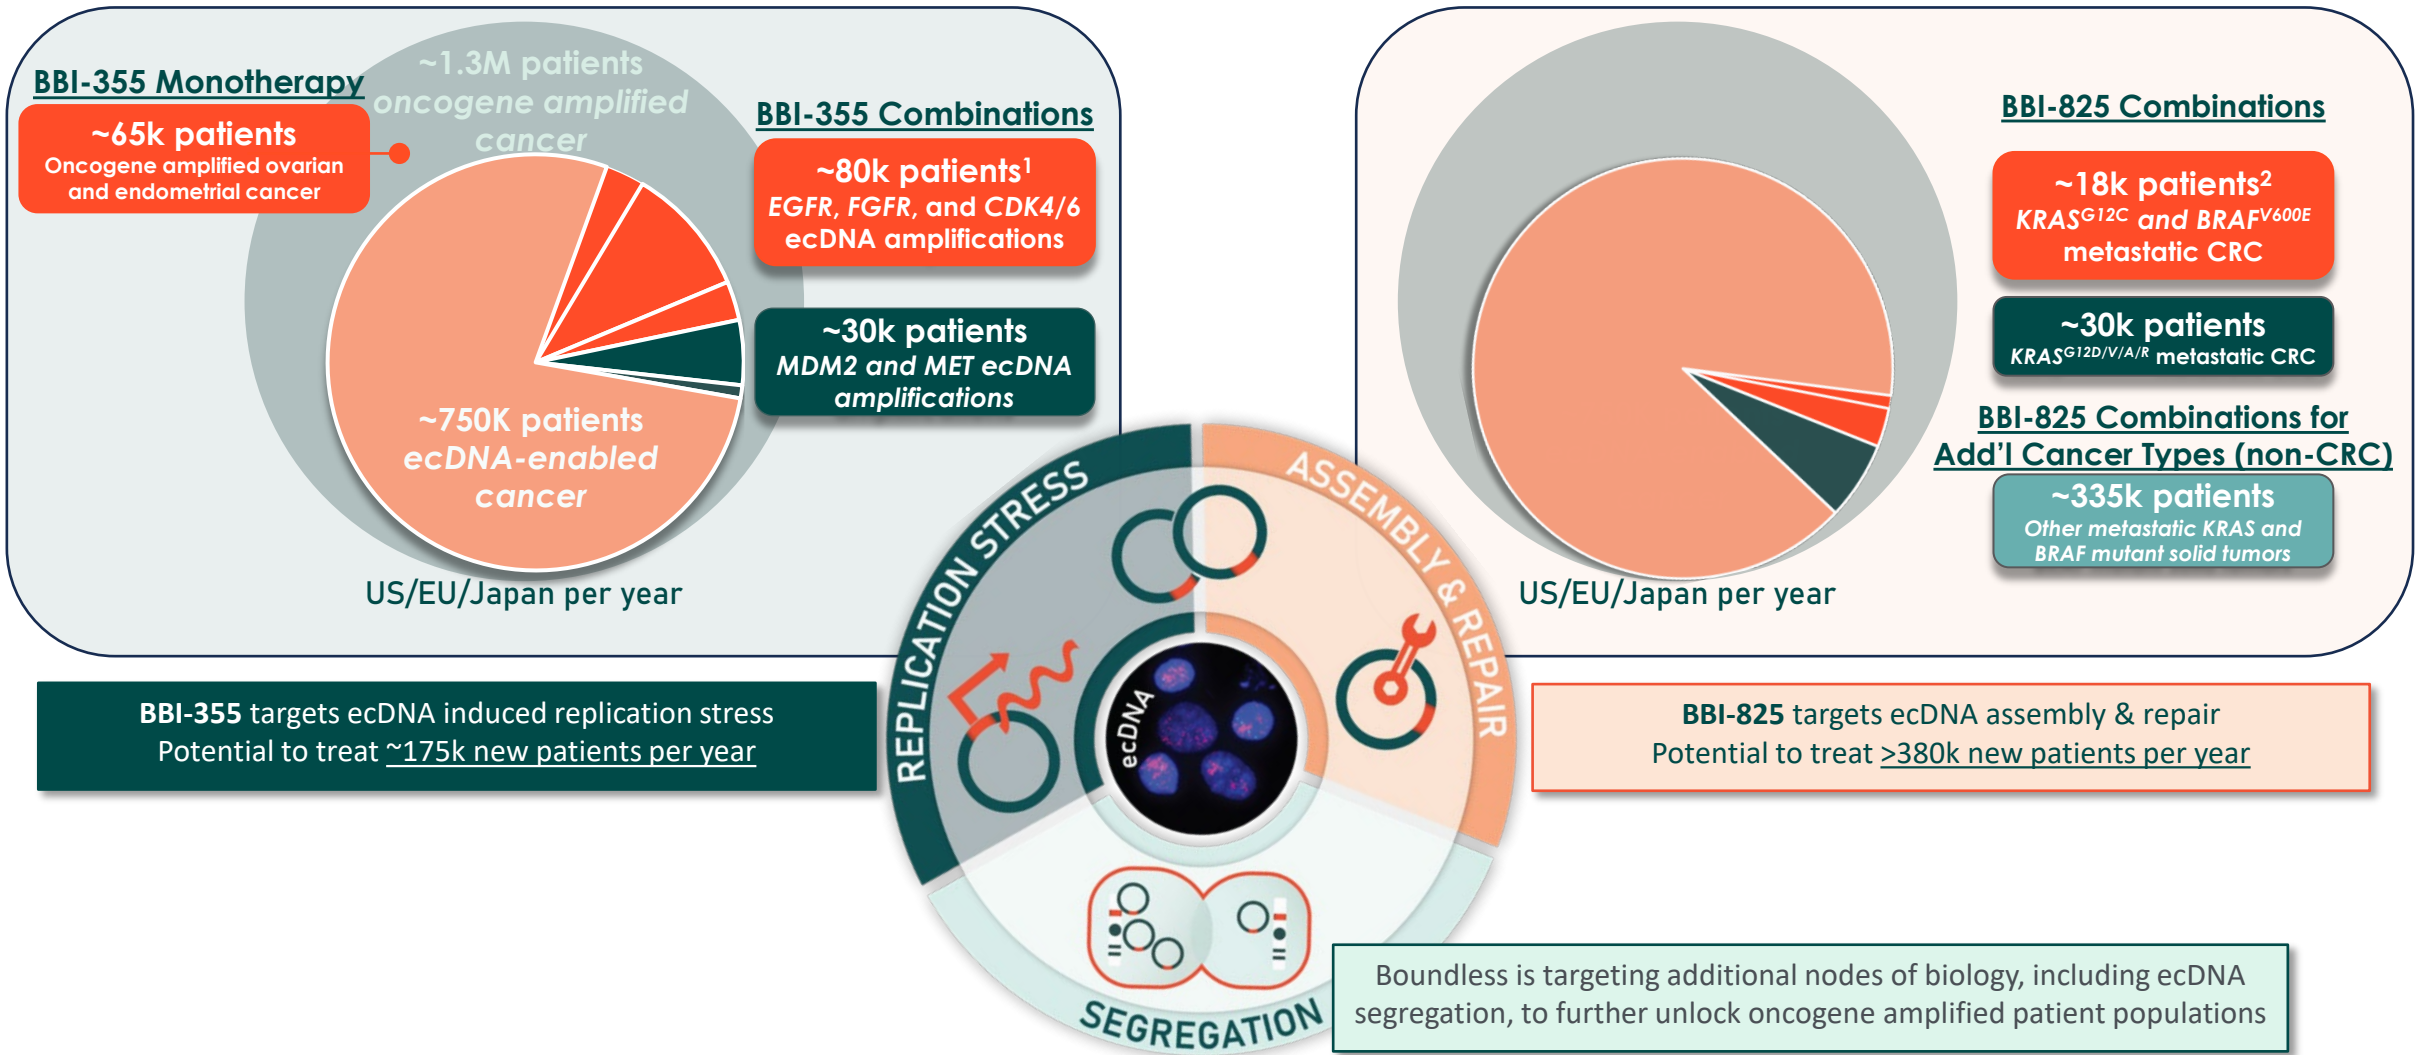 ~1.3M patients
oncogene amplified
cancer
BBI-355 Monotherapy
~65k patients
Oncogene amplified ovarian
and endometrial cancer
BBI-355 Combinations
~80k patients¹
EGFR, FGFR, and CDK4/6
ecDNA amplifications
~30k patients
MDM2 and MET ecDNA
amplifications
~750K patients
ecDNA-enabled
cancer
US/EU/Japan per year
BBI-825 Combinations
~18k patients²
KRASᴳ¹²ᶜ and BRAFⱽ⁶⁰⁰ᴱ
metastatic CRC
~30k patients
KRASG12D/V/A/R metastatic CRC
BBI-825 Combinations for
Add'l Cancer Types (non-CRC)
~335k patients
Other metastatic KRAS and
BRAF mutant solid tumors
US/EU/Japan per year
BBI-355 targets ecDNA induced replication stress
Potential to treat ~175k new patients per year
REPLICATION STRESS
ASSEMBLY & REPAIR
ecDNA
SEGREGATION
BBI-825 targets ecDNA assembly & repair
Potential to treat >380k new patients per year
Boundless is targeting additional nodes of biology, including ecDNA
segregation, to further unlock oncogene amplified patient populations